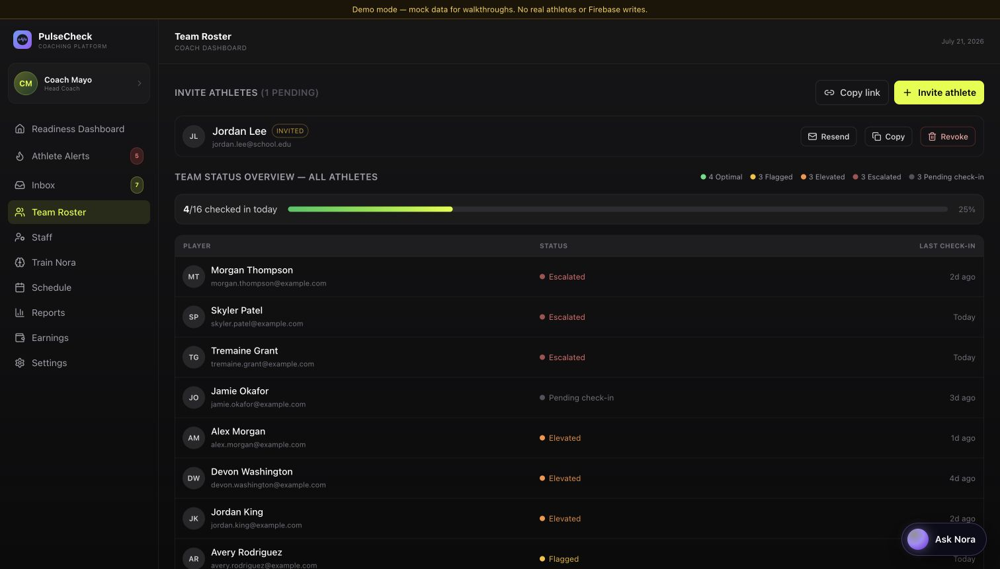 Demo mode — mock data for walkthroughs. No real athletes or Firebase writes.
PulseCheck
COACHING PLATFORM
CM
Coach Mayo
Head Coach
Readiness Dashboard
Athlete Alerts 5
Inbox 7
Team Roster
Staff
Train Nora
Schedule
Reports
Earnings
Settings
Team Roster
COACH DASHBOARD
July 21, 2026
INVITE ATHLETES (1 PENDING)
Copy link
Invite athlete
JL
Jordan Lee INVITED
jordan.lee@school.edu
Resend
Copy
Revoke
TEAM STATUS OVERVIEW — ALL ATHLETES
4 Optimal 3 Flagged 3 Elevated 3 Escalated 3 Pending check-in
4/16 checked in today 25%
PLAYER STATUS LAST CHECK-IN
MT Morgan Thompson Escalated 2d ago
morgan.thompson@example.com
SP Skyler Patel Escalated Today
skyler.patel@example.com
TG Tremaine Grant Escalated Today
tremaine.grant@example.com
JO Jamie Okafor Pending check-in 3d ago
jamie.okafor@example.com
AM Alex Morgan Elevated 1d ago
alex.morgan@example.com
DW Devon Washington Elevated 4d ago
devon.washington@example.com
JK Jordan King Elevated 2d ago
jordan.king@example.com
AR Avery Rodriguez Flagged Today
avery.rodriguez@example.com
Ask Nora